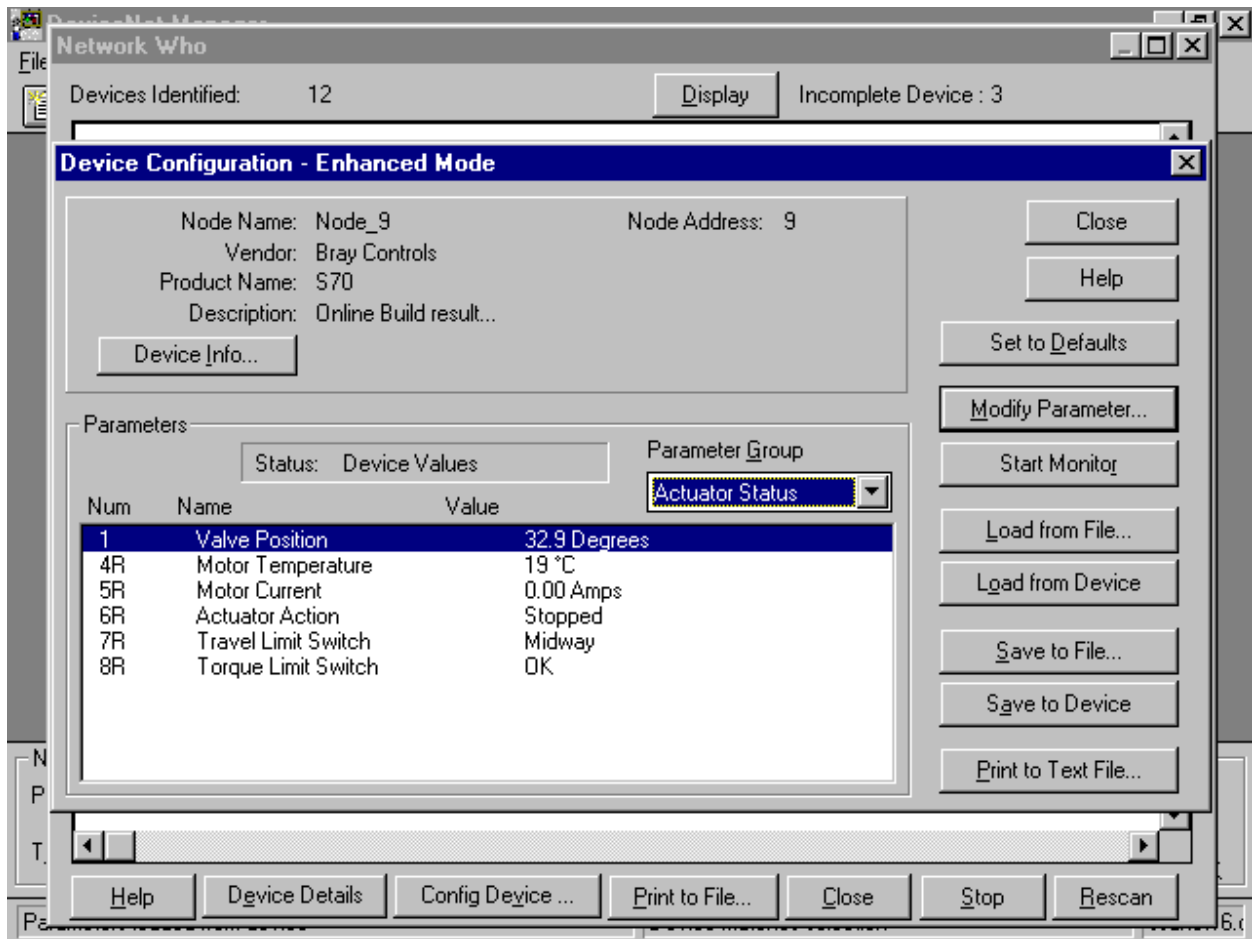 DeviceNet Manager
Network Who
File
Devices Identified: 12 Display Incomplete Device : 3
Device Configuration - Enhanced Mode
Node Name: Node_9 Node Address: 9
Vendor: Bray Controls
Product Name: S70
Description: Online Build result...
Device Info...
Close
Help
Set to Defaults
Modify Parameter...
Start Monitor
Load from File...
Load from Device
Save to File...
Save to Device
Print to Text File...
Parameters
Status: Device Values
Parameter Group
Actuator Status
Num Name Value
1 Valve Position 32.9 Degrees
4R Motor Temperature 19 °C
5R Motor Current 0.00 Amps
6R Actuator Action Stopped
7R Travel Limit Switch Midway
8R Torque Limit Switch OK
N
P
T
Help Device Details Config Device ... Print to File... Close Stop Rescan